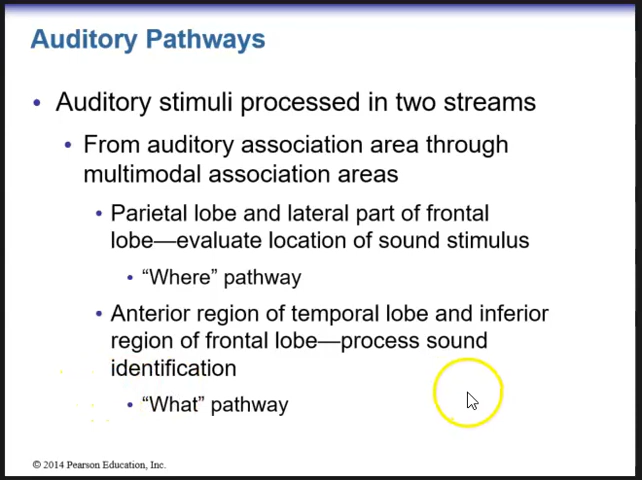 Auditory Pathways
• Auditory stimuli processed in two streams
• From auditory association area through
multimodal association areas
• Parietal lobe and lateral part of frontal
lobe—evaluate location of sound stimulus
• “Where” pathway
• Anterior region of temporal lobe and inferior
region of frontal lobe—process sound
identification
• “What” pathway
© 2014 Pearson Education, Inc.